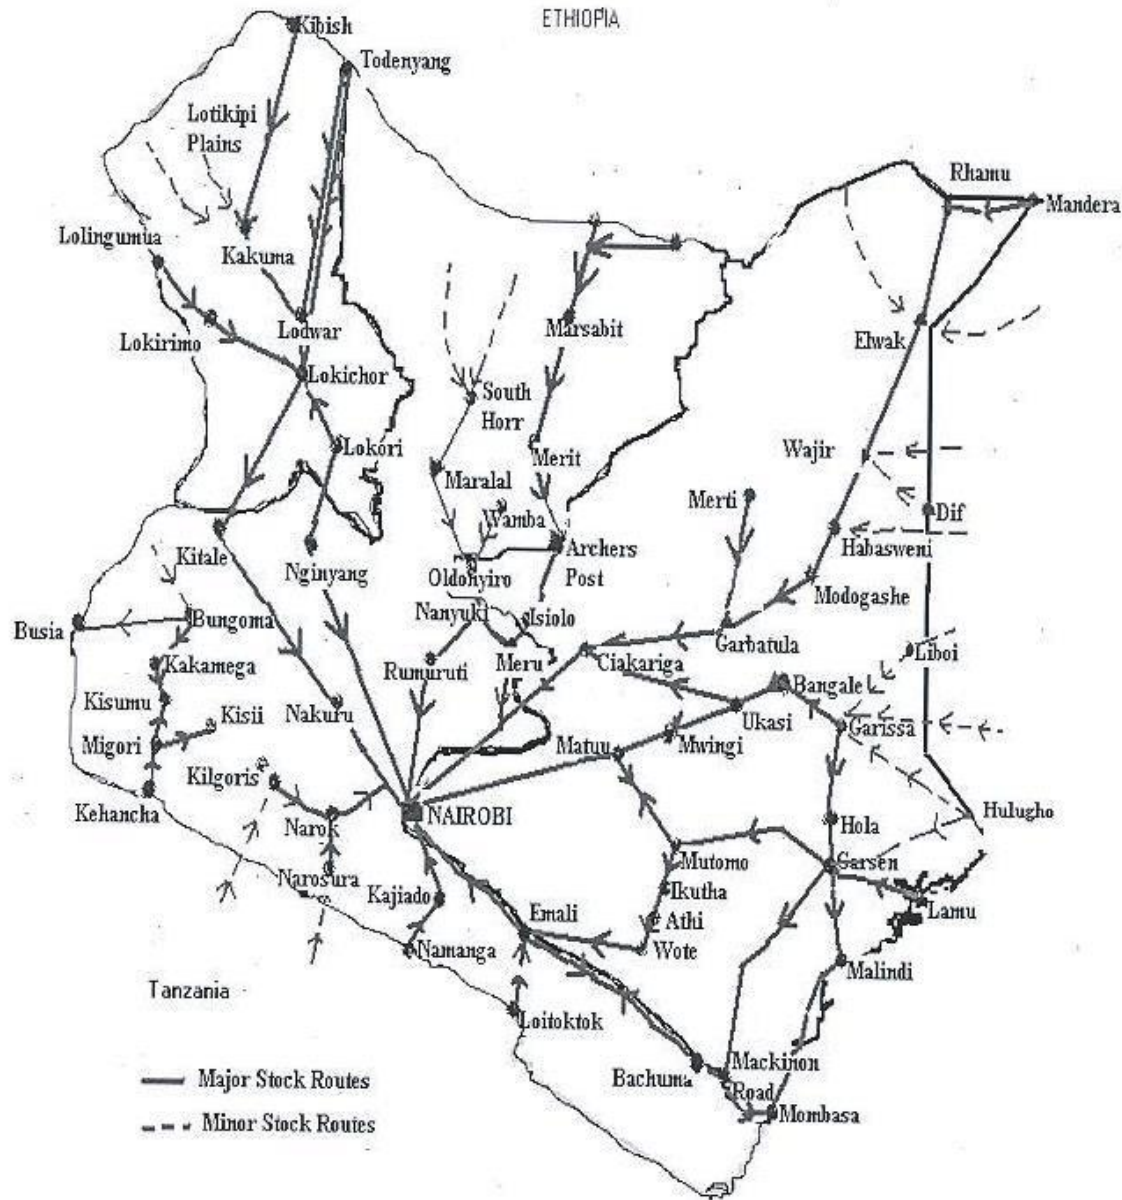 ETHIOPIA
Kibish
Todenyang
Lotikipi
Plains
Rhamu
Mandera
Lolingumua
Kakuma
Lokirimo
Lodwar
Marsabit
Elwak
Lokichor
South
Horr
Lokori
Merit
Wajir
Maralal
Merti
Wamba
Dif
Kitale
Archers
Post
Habasweni
Nginyang
Oldonyiro
Modogashe
Nanyuki
Isiolo
Busia
Bungoma
Garbatula
Liboi
Kakamega
Rumuruti
Meru
Ciakariga
Bangale
Kisumu
Kisii
Nakuru
Ukasi
Garissa
Migori
Matuu
Mwingi
Kilgoris
Kehancha
NAIROBI
Hulugho
Narok
Hola
Mutomo
Garsen
Narosura
Kajiado
Ikutha
Emali
Athi
Lamu
Namanga
Wote
Malindi
Tanzania
Loitoktok
Mackinon
Road
Bachuma
Major Stock Routes
Mombasa
Minor Stock Routes